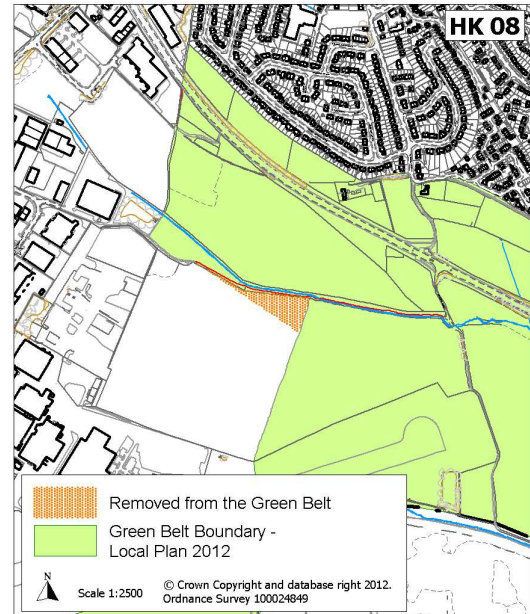 HK 08
Removed from the Green Belt
Green Belt Boundary -
Local Plan 2012
N
Scale 1:2500
© Crown Copyright and database right 2012.
Ordnance Survey 100024849